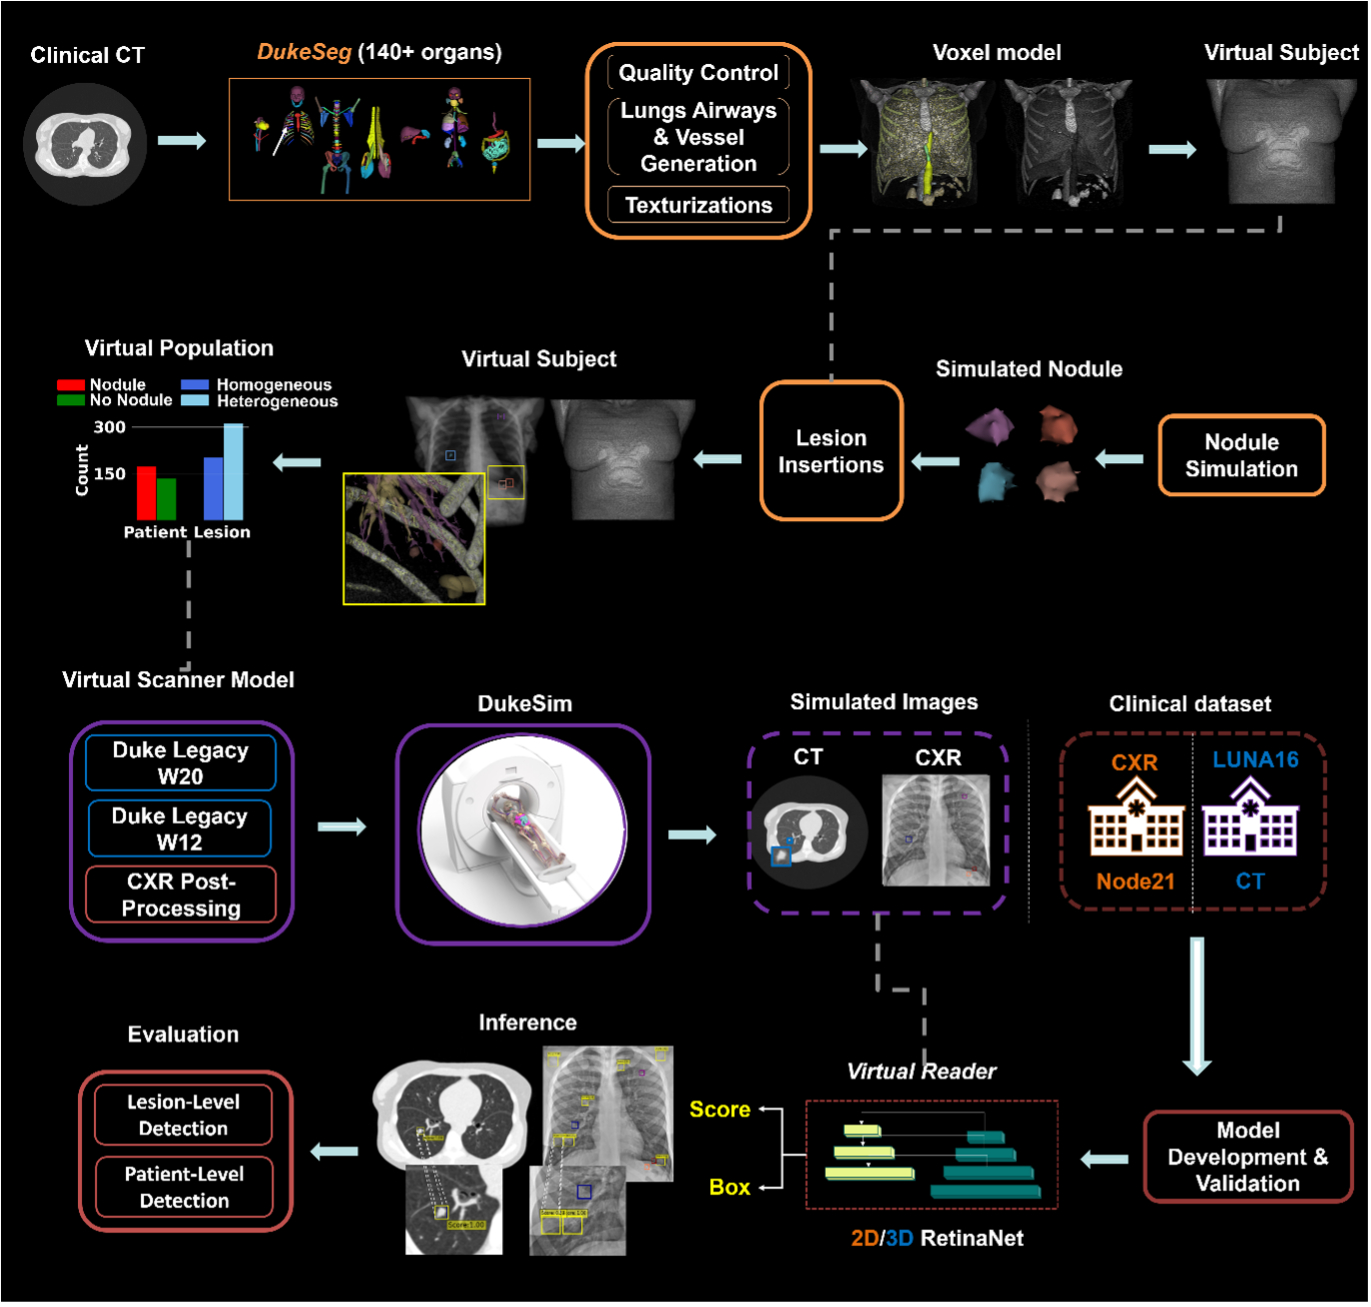 Clinical CT
DukeSeg (140+ organs)
Quality Control
Lungs Airways
& Vessel
Generation
Texturizations
Voxel model
Virtual Subject
Virtual Population
Nodule
No Nodule
Homogeneous
Heterogeneous
300
150
Count
Patient
Lesion
Virtual Subject
Lesion
Insertions
Simulated Nodule
Nodule
Simulation
Virtual Scanner Model
Duke Legacy
W20
Duke Legacy
W12
CXR Post-
Processing
DukeSim
Simulated Images
CT
CXR
Clinical dataset
CXR
Node21
LUNA16
CT
Evaluation
Lesion-Level
Detection
Patient-Level
Detection
Inference
Score:1.00
Score
Box
Virtual Reader
2D/3D RetinaNet
Model
Development &
Validation